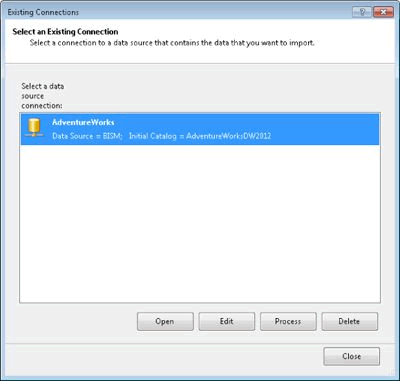 Existing Connections
Select an Existing Connection
Select a connection to a data source that contains the data that you want to import.
Select a data
source
connection:
AdventureWorks
Data Source = BISM;   Initial Catalog = AdventureWorksDW2012
Open
Edit
Process
Delete
Close